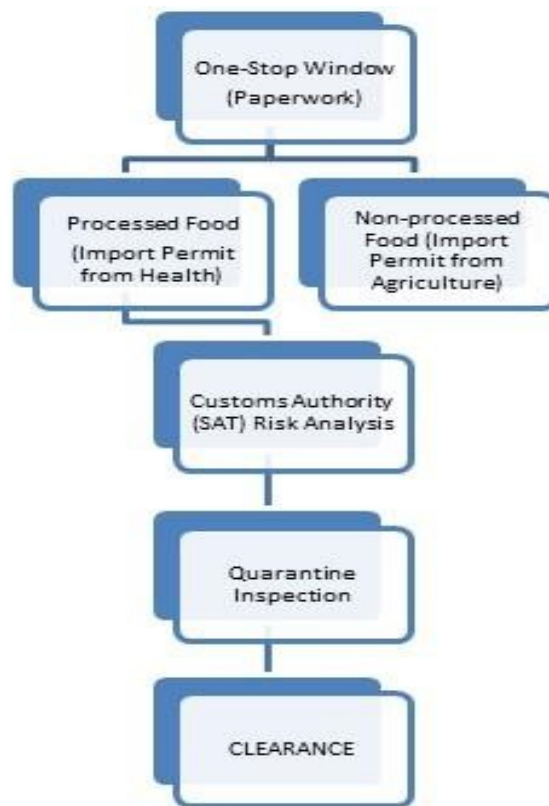 One-Stop Window
(Paperwork)
Processed Food
(Import Permit
from Health)
Non-processed
Food (Import
Permit from
Agriculture)
Customs Authority
(SAT) Risk Analysis
Quarantine
Inspection
CLEARANCE